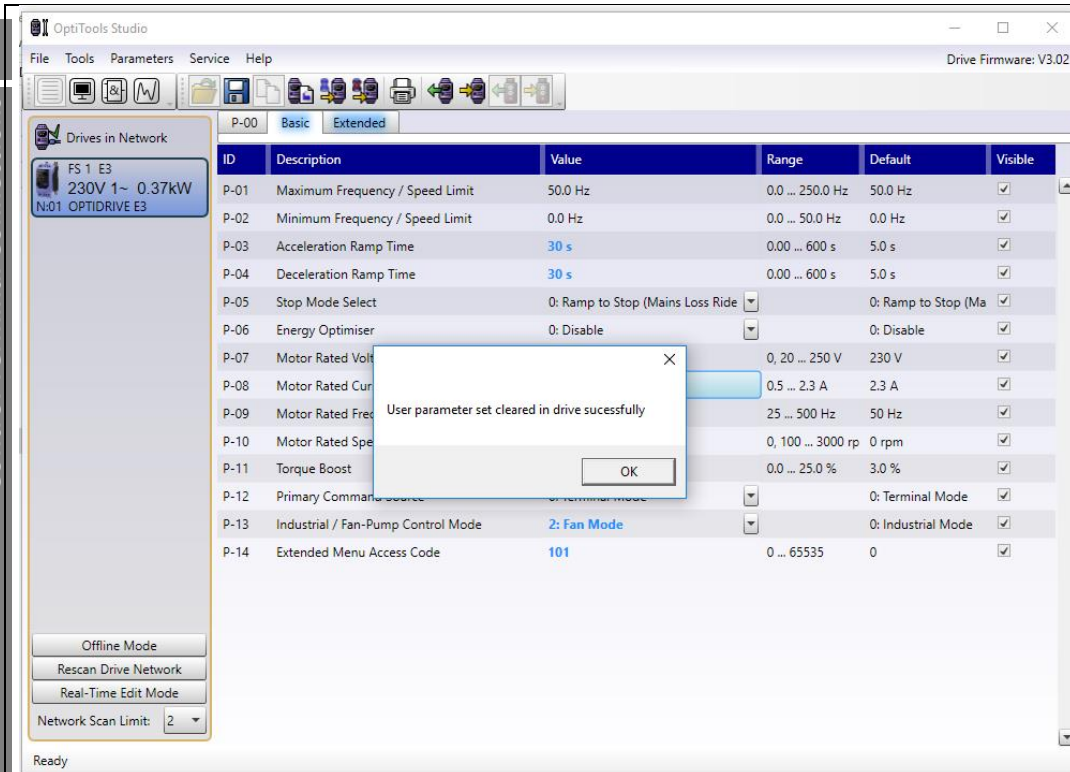 OptiTools Studio
File Tools Parameters Service Help Drive Firmware: V3.02
Drives in Network
FS 1 E3
230V 1~ 0.37kW
N:01 OPTIDRIVE E3
P-00 Basic Extended
ID Description Value Range Default Visible
P-01 Maximum Frequency / Speed Limit 50.0 Hz 0.0 ... 250.0 Hz 50.0 Hz
P-02 Minimum Frequency / Speed Limit 0.0 Hz 0.0 ... 50.0 Hz 0.0 Hz
P-03 Acceleration Ramp Time 30 s 0.00 ... 600 s 5.0 s
P-04 Deceleration Ramp Time 30 s 0.00 ... 600 s 5.0 s
P-05 Stop Mode Select 0: Ramp to Stop (Mains Loss Ride 0: Ramp to Stop (Ma
P-06 Energy Optimiser 0: Disable 0: Disable
P-07 Motor Rated Volt 0, 20 ... 250 V 230 V
P-08 Motor Rated Cur 0.5 ... 2.3 A 2.3 A
P-09 Motor Rated Fre 25 ... 500 Hz 50 Hz
P-10 Motor Rated Spe 0, 100 ... 3000 rp 0 rpm
P-11 Torque Boost 0.0 ... 25.0 % 3.0 %
P-12 Primary Command Source 0: Terminal Mode 0: Terminal Mode
P-13 Industrial / Fan-Pump Control Mode 2: Fan Mode 0: Industrial Mode
P-14 Extended Menu Access Code 101 0 ... 65535 0
User parameter set cleared in drive sucessfully
OK
Offline Mode
Rescan Drive Network
Real-Time Edit Mode
Network Scan Limit: 2
Ready